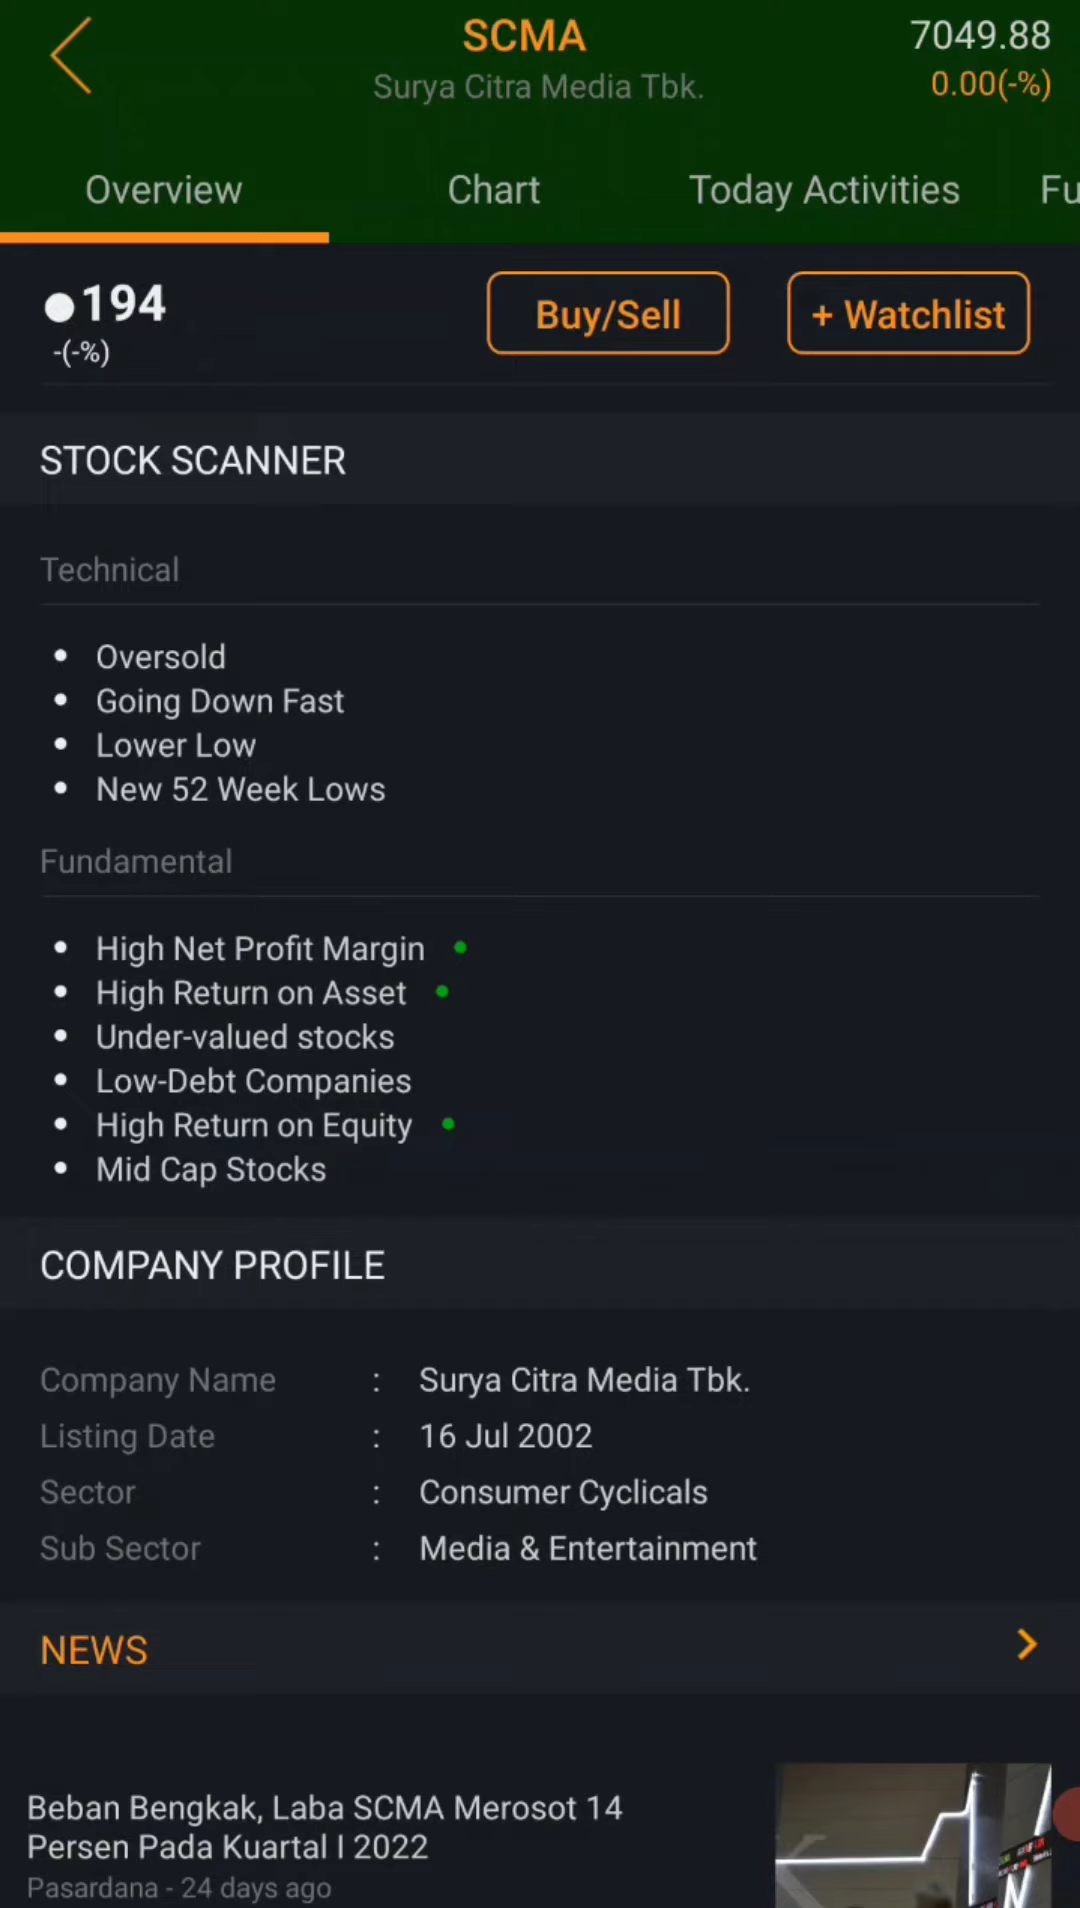 SCMA
7049.88
Surya Citra Media Tbk.
0.00(-%)
Overview
Chart
Today Activities
Fu
194
-(-%)
Buy/Sell
+ Watchlist
STOCK SCANNER
Technical
Oversold
Going Down Fast
Lower Low
New 52 Week Lows
Fundamental
High Net Profit Margin
High Return on Asset
Under-valued stocks
Low-Debt Companies
High Return on Equity
Mid Cap Stocks
COMPANY PROFILE
Company Name : Surya Citra Media Tbk.
Listing Date : 16 Jul 2002
Sector : Consumer Cyclicals
Sub Sector : Media & Entertainment
NEWS
Beban Bengkak, Laba SCMA Merosot 14
Persen Pada Kuartal I 2022
Pasardana - 24 days ago